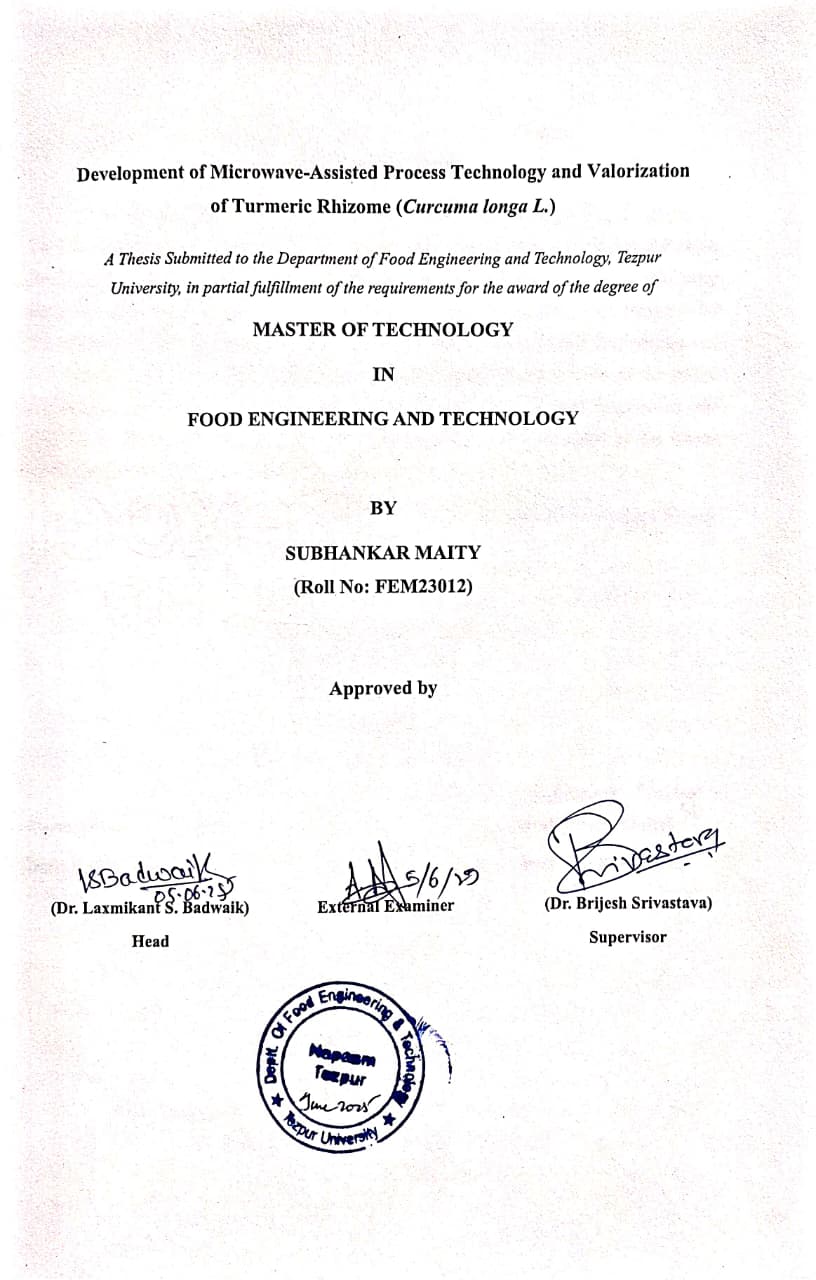 Development of Microwave-Assisted Process Technology and Valorization
of Turmeric Rhizome (Curcuma longa L.)
A Thesis Submitted to the Department of Food Engineering and Technology, Tezpur
University, in partial fulfillment of the requirements for the award of the degree of
MASTER OF TECHNOLOGY
IN
FOOD ENGINEERING AND TECHNOLOGY
BY
SUBHANKAR MAITY
(Roll No: FEM23012)
Approved by
LSBadwaik
05.06.25
(Dr. Laxmikant S. Badwaik)
Head
5/6/25
External Examiner
BSrivastava
(Dr. Brijesh Srivastava)
Supervisor
Deptt. Of Food Engineering & Technology
Napaam
Tezpur
June 2025
Tezpur University